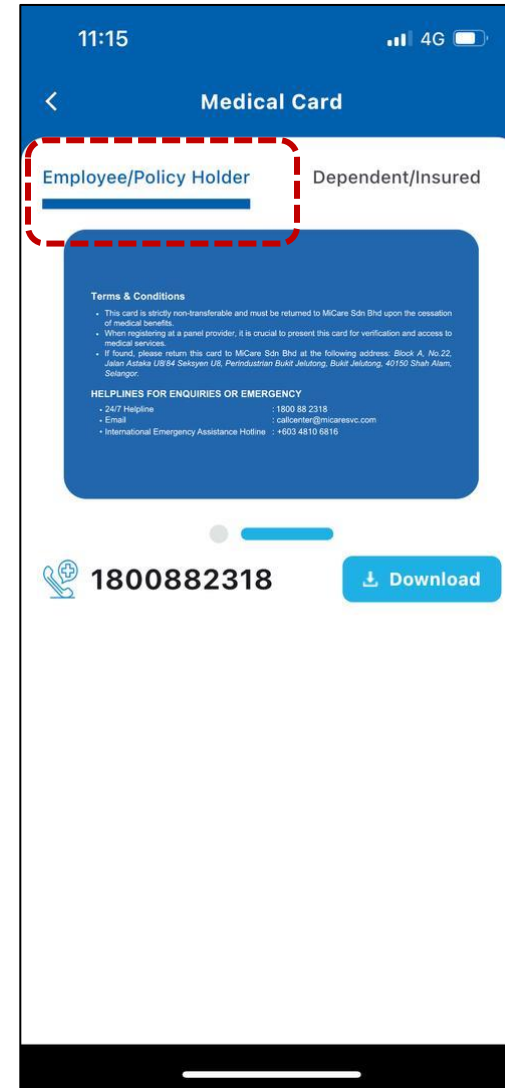 11:15
4G
Medical Card
Employee/Policy Holder
Dependent/Insured
Terms & Conditions
• This card is strictly non-transferable and must be returned to MiCare Sdn Bhd upon the cessation
of medical benefits.
• When registering at a panel provider, it is crucial to present this card for verification and access to
medical services.
• If found, please return this card to MiCare Sdn Bhd at the following address: Block A, No.22,
Jalan Astaka U8/84 Seksyen U8, Perindustrian Bukit Jelutong, Bukit Jelutong, 40150 Shah Alam,
Selangor.
HELPLINES FOR ENQUIRIES OR EMERGENCY
• 24/7 Helpline : 1800 88 2318
• Email : callcenter@micaresvc.com
• International Emergency Assistance Hotline : +603 4810 6816
1800882318
Download